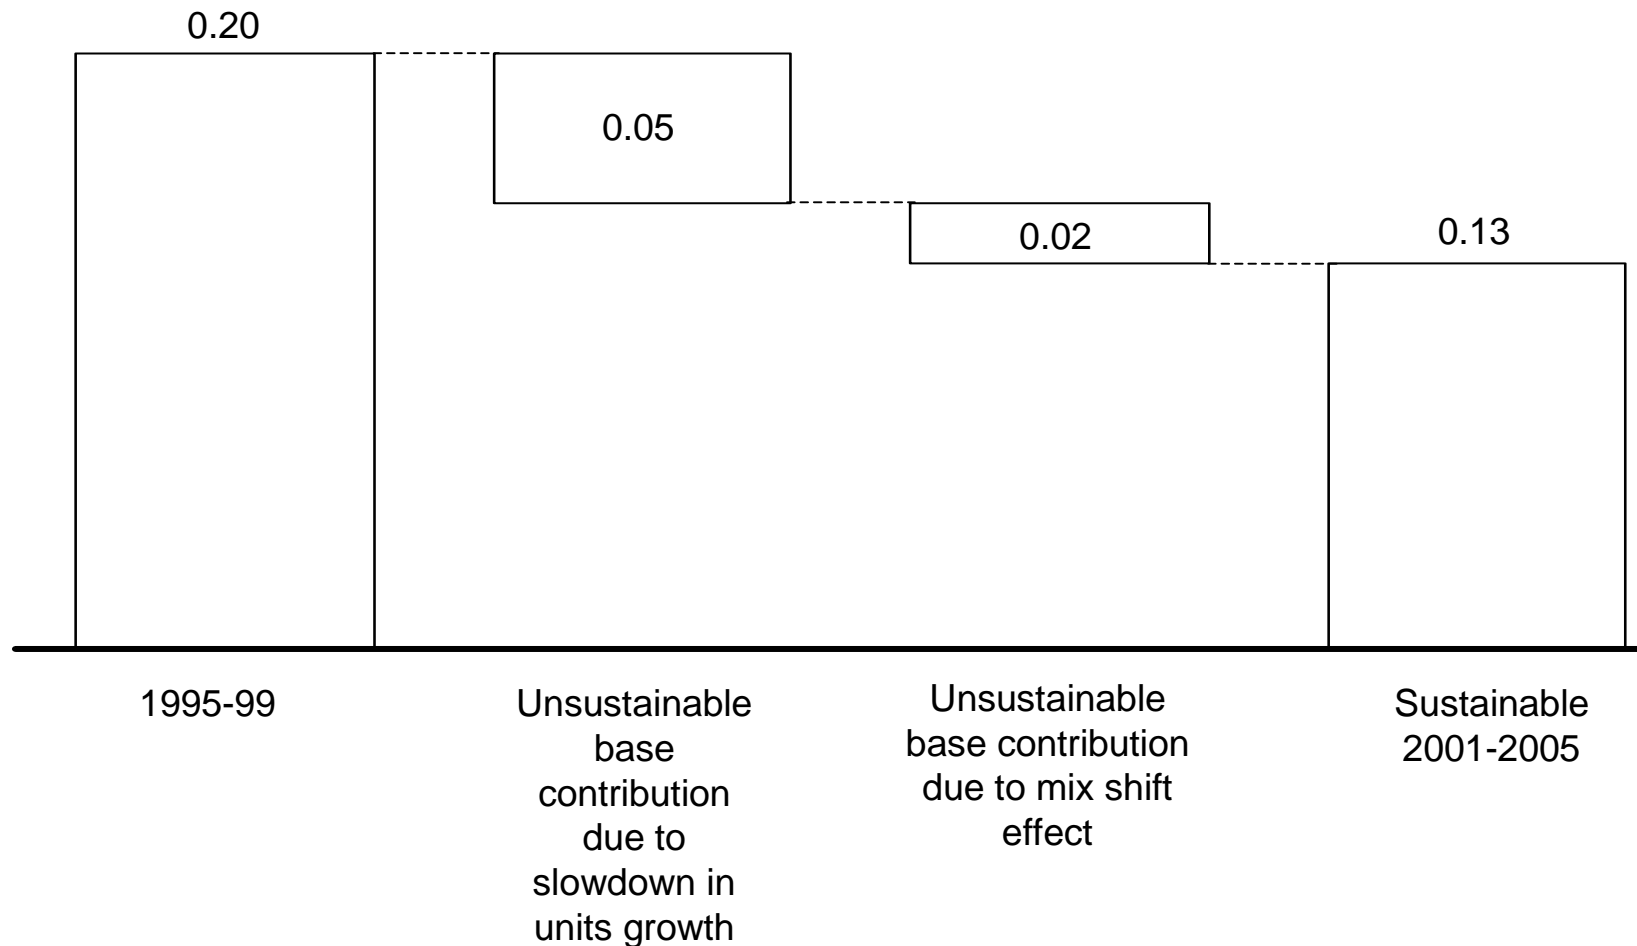 0.20
0.05
0.02
0.13
1995-99
Unsustainable
base
contribution
due to
slowdown in
units growth
Unsustainable
base contribution
due to mix shift
effect
Sustainable
2001-2005